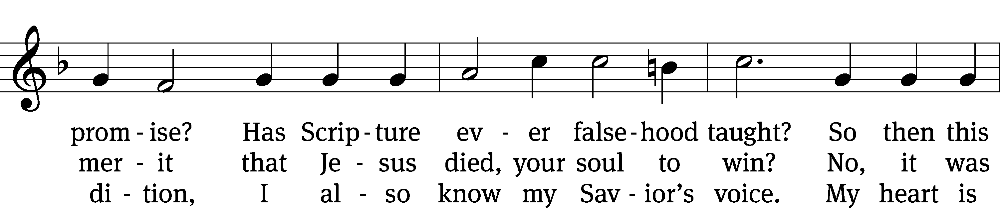 prom - ise? Has Scrip - ture ev - er false - hood taught? So then this
mer - it that Je - sus died, your soul to win? No, it was
di - tion, I al - so know my Sav - ior’s voice. My heart is